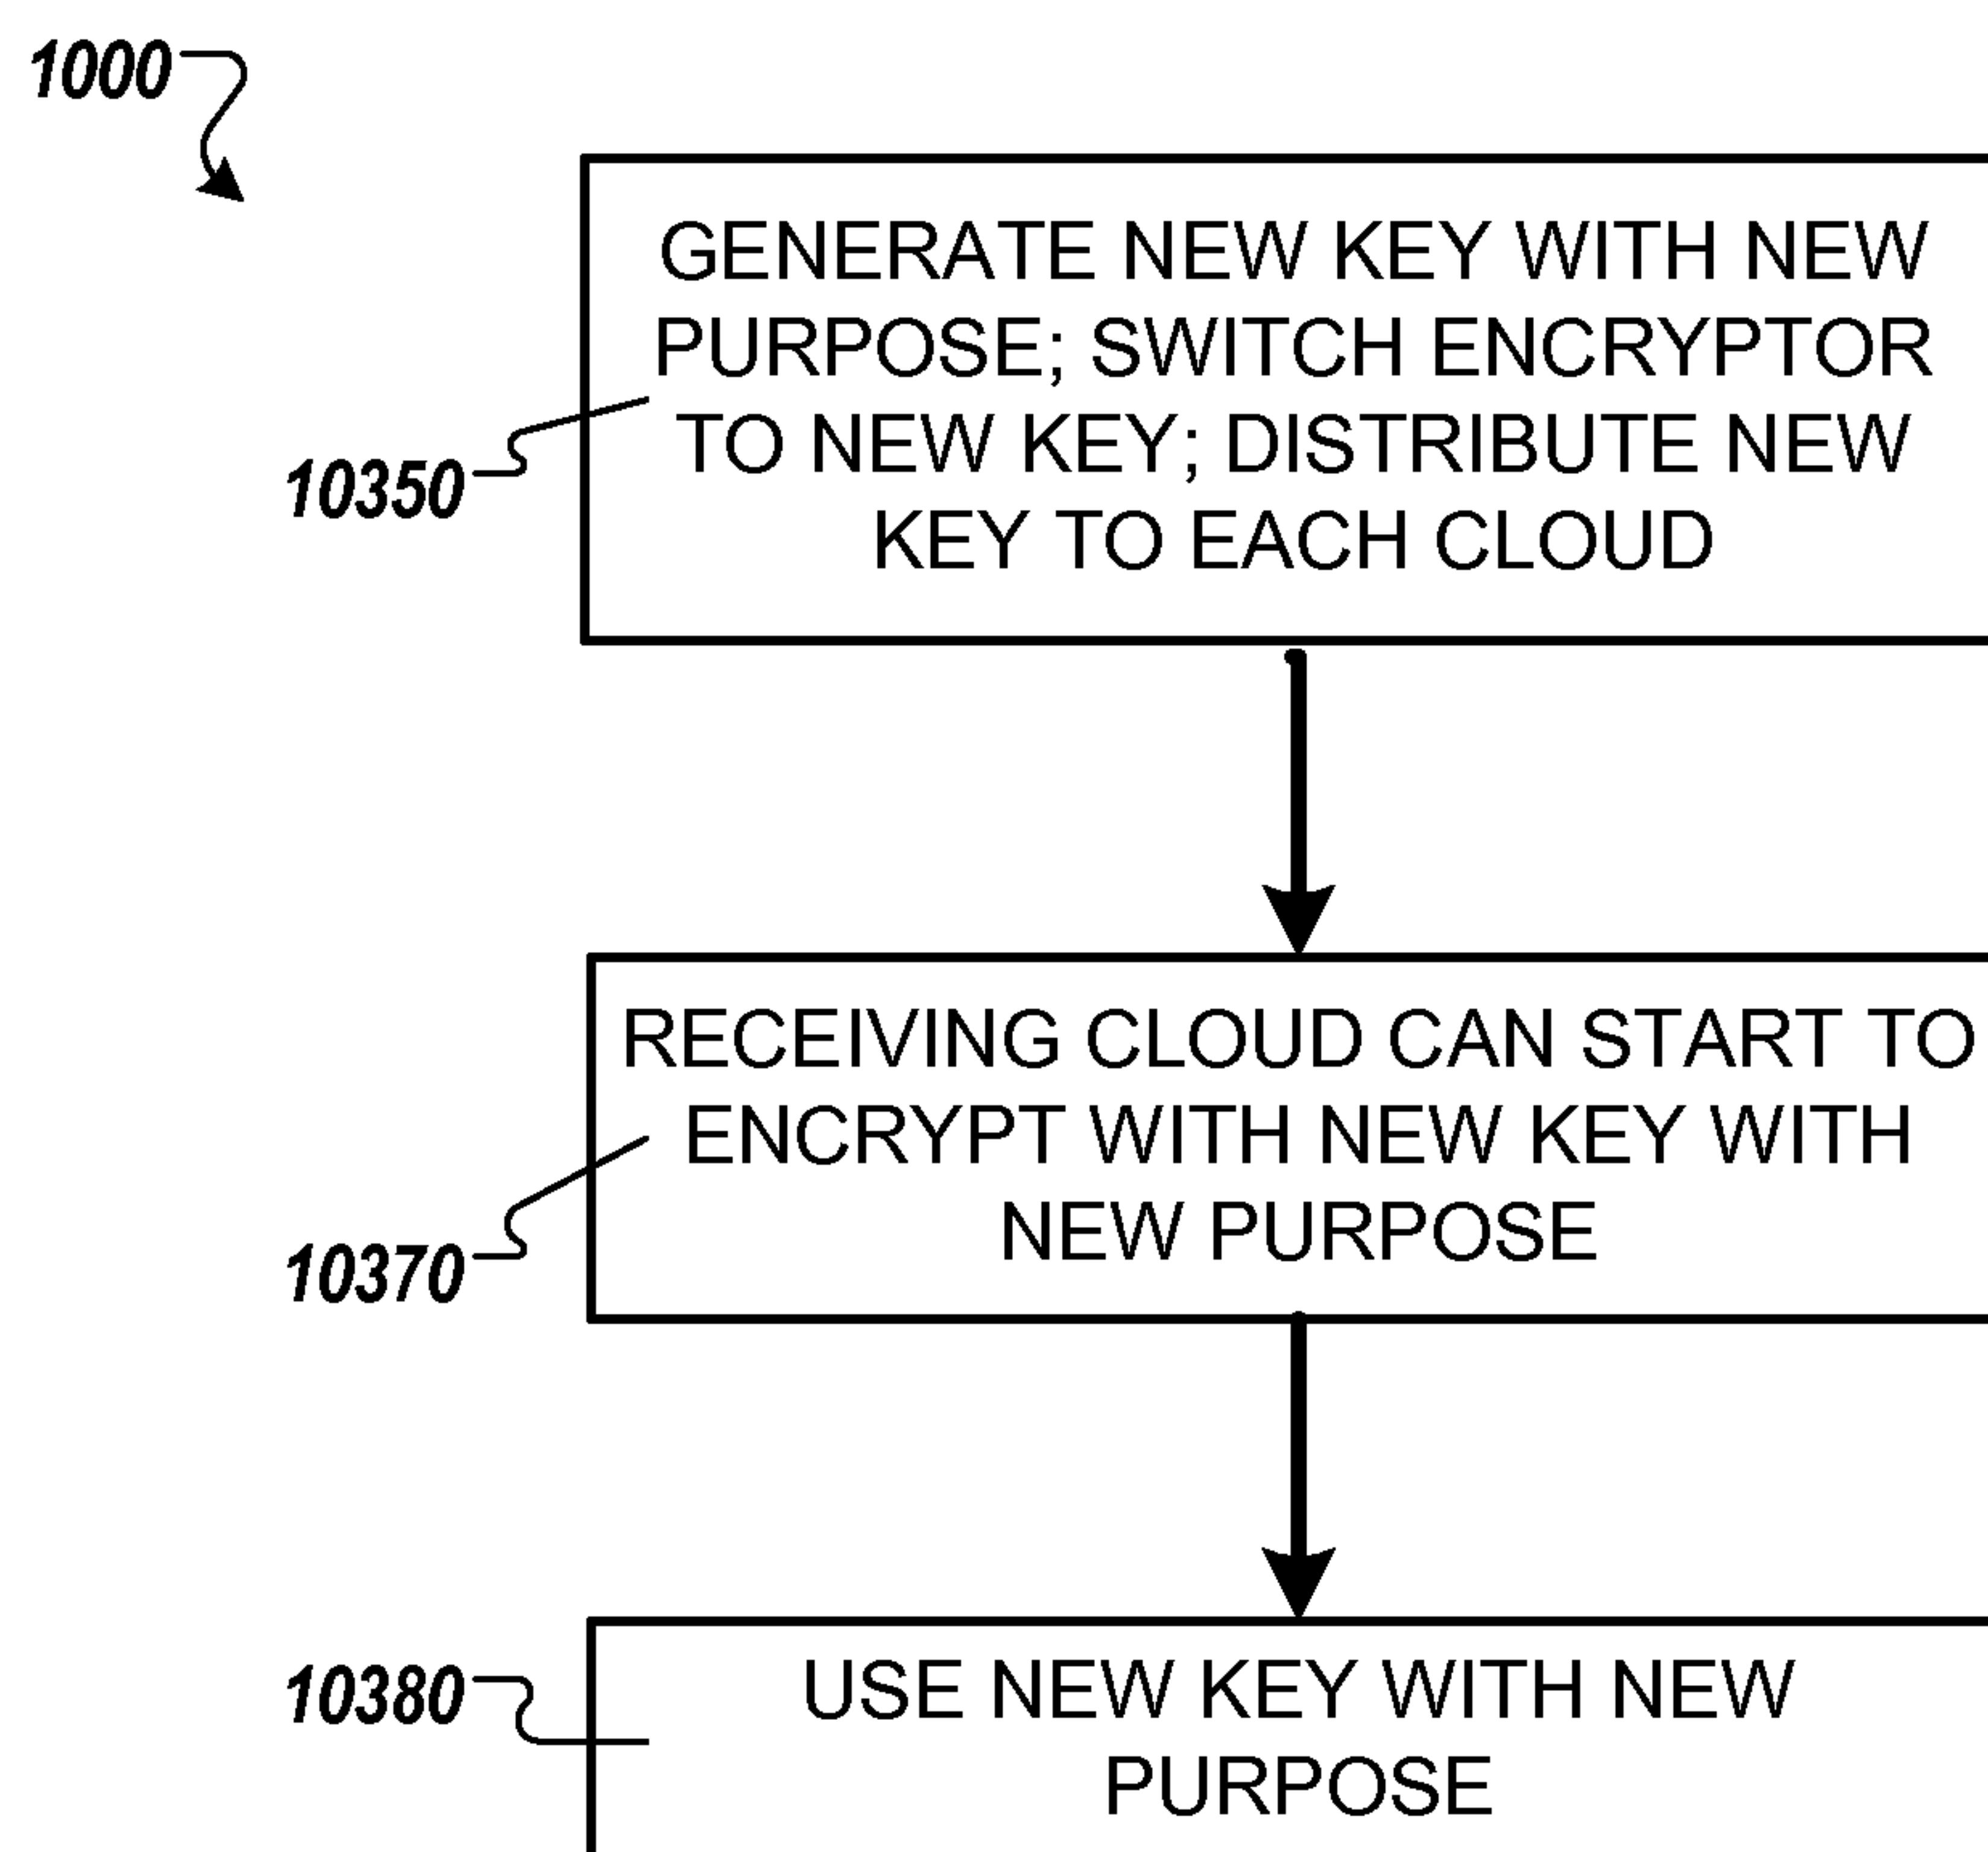 1000
GENERATE NEW KEY WITH NEW
PURPOSE; SWITCH ENCRYPTOR
TO NEW KEY; DISTRIBUTE NEW
KEY TO EACH CLOUD
10350
RECEIVING CLOUD CAN START TO
ENCRYPT WITH NEW KEY WITH
NEW PURPOSE
10370
10380
USE NEW KEY WITH NEW
PURPOSE